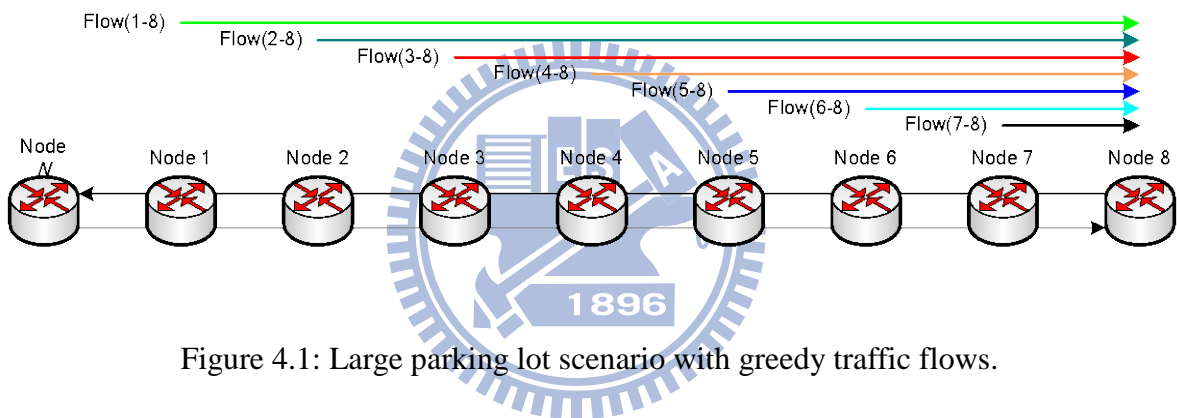 Flow(1-8)
Flow(2-8)
Flow(3-8)
Flow(4-8)
Flow(5-8)
Flow(6-8)
Flow(7-8)
Node N
Node 1
Node 2
Node 3
Node 4
Node 5
Node 6
Node 7
Node 8
ES
A
1896
Figure 4.1: Large parking lot scenario with greedy traffic flows.